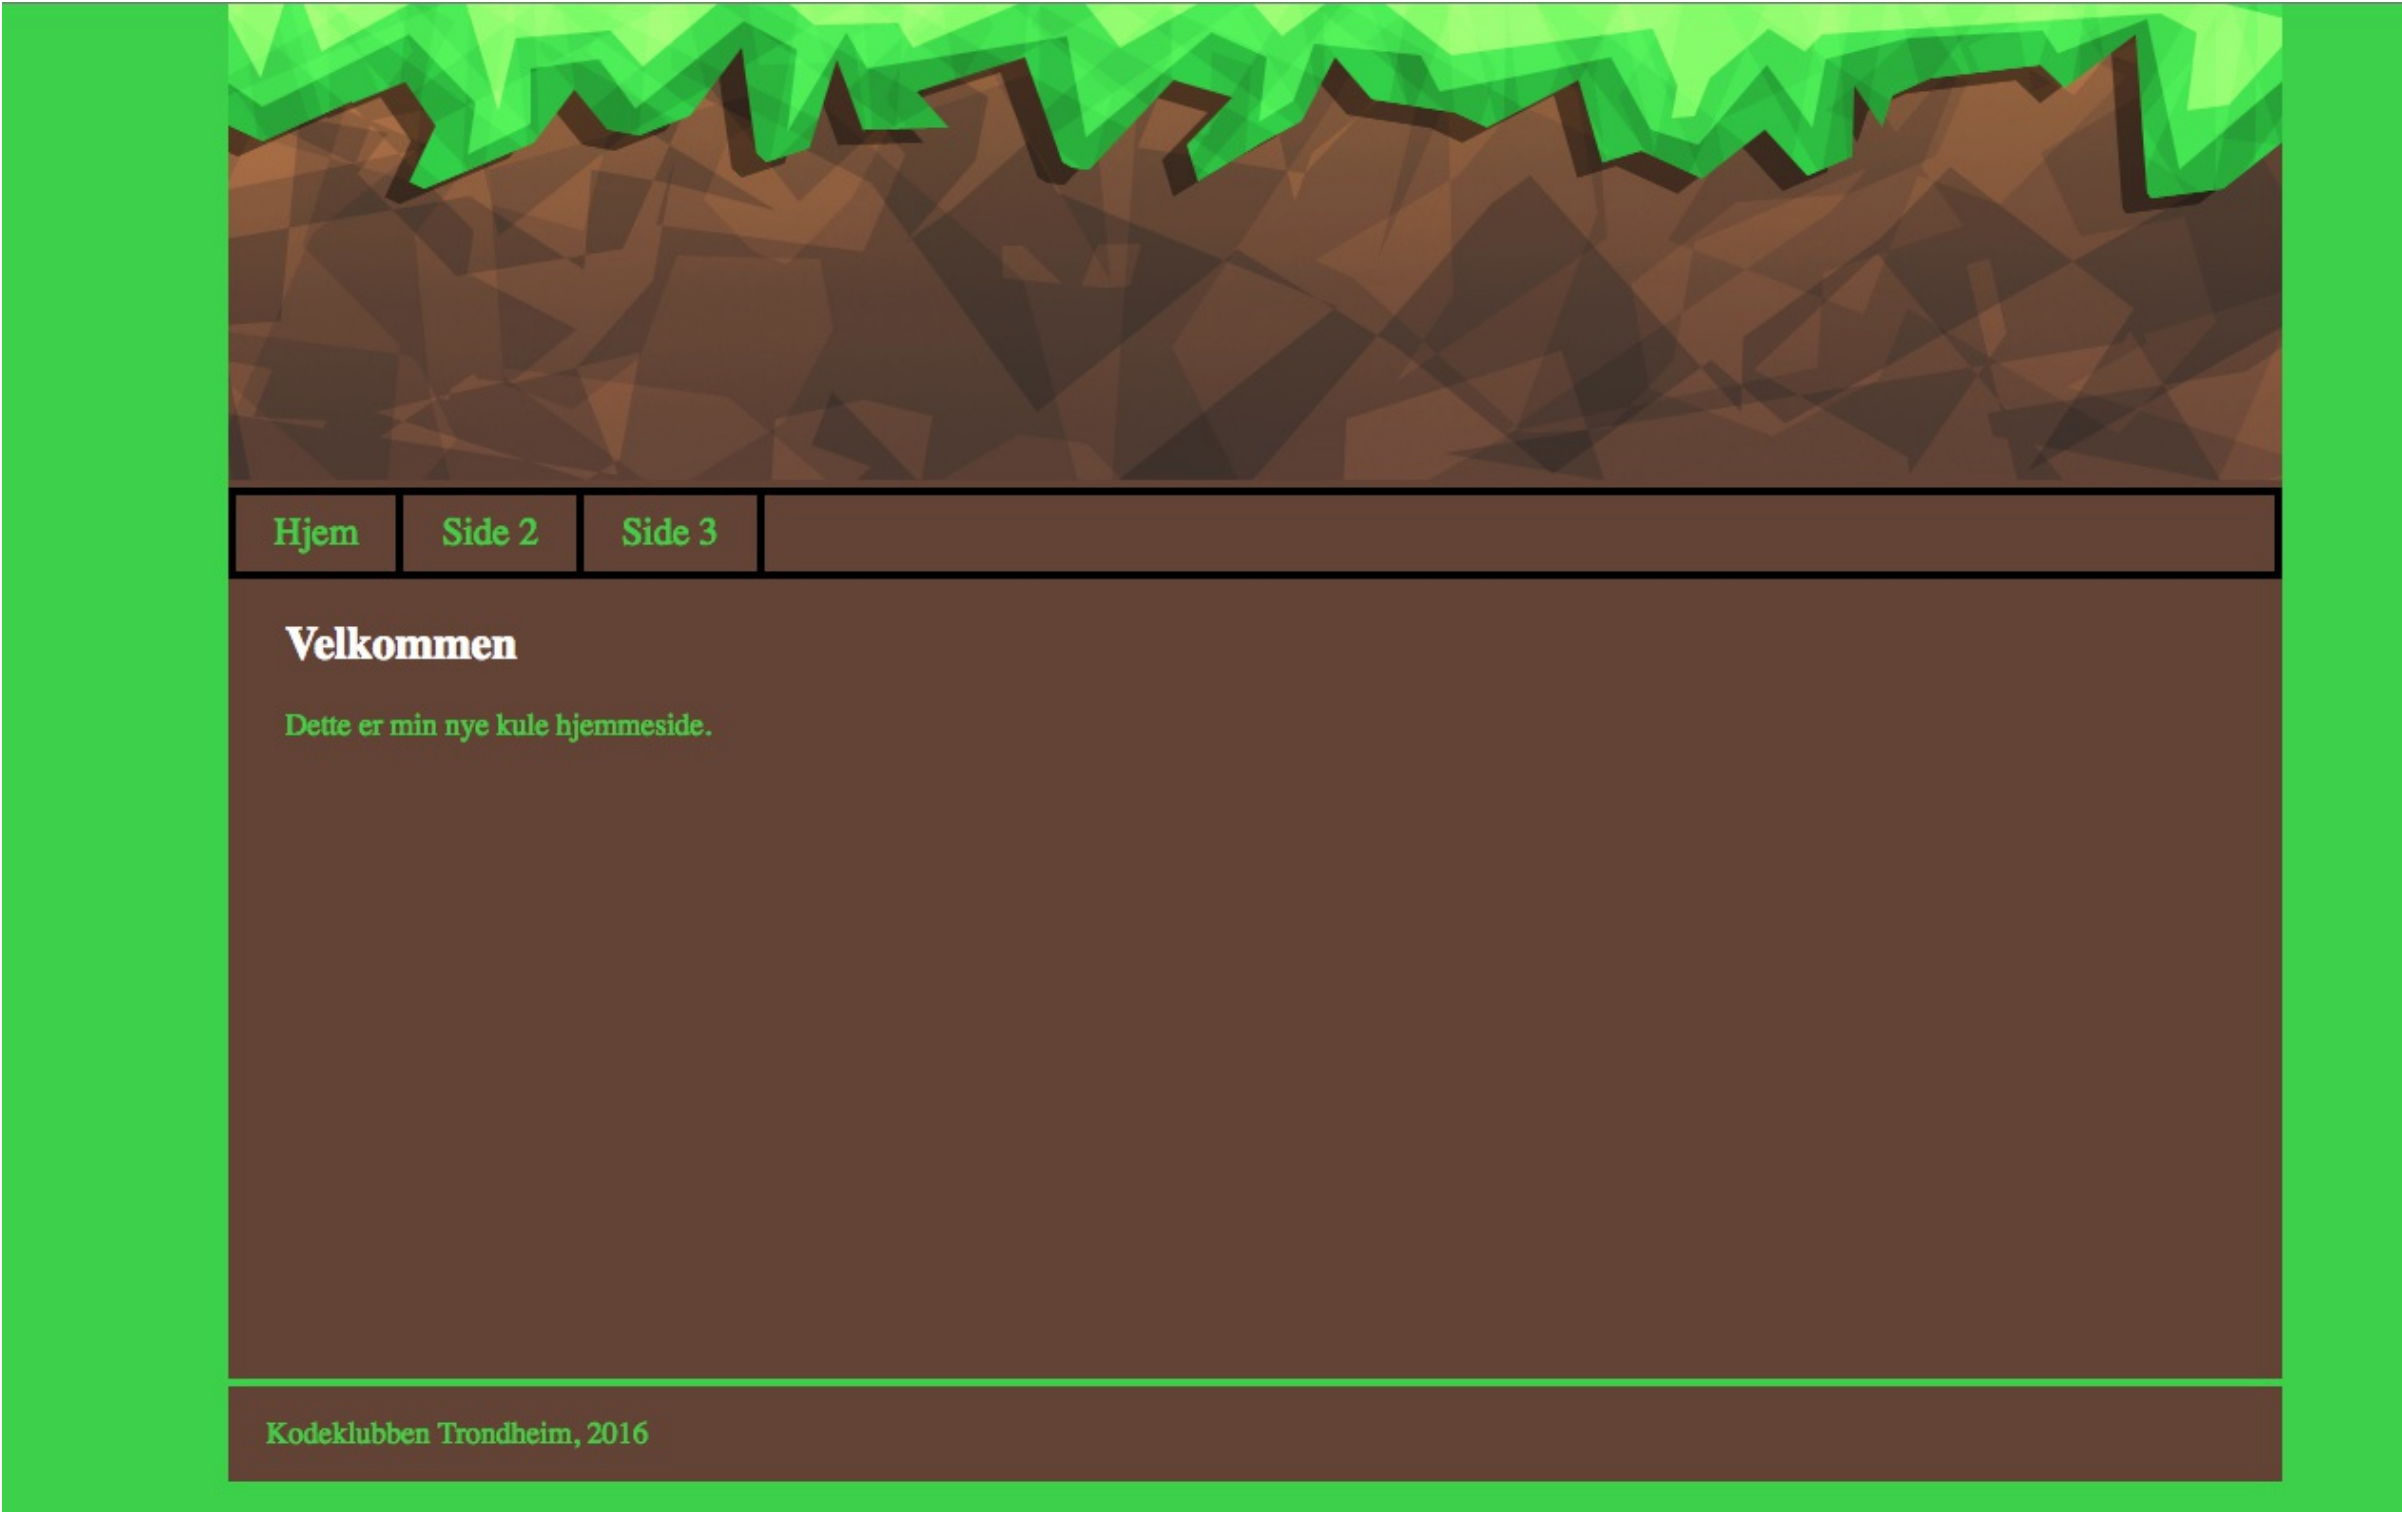 Hjem
Side 2
Side 3
Velkommen
Dette er min nye kule hjemmeside.
Kodeklubben Trondheim, 2016